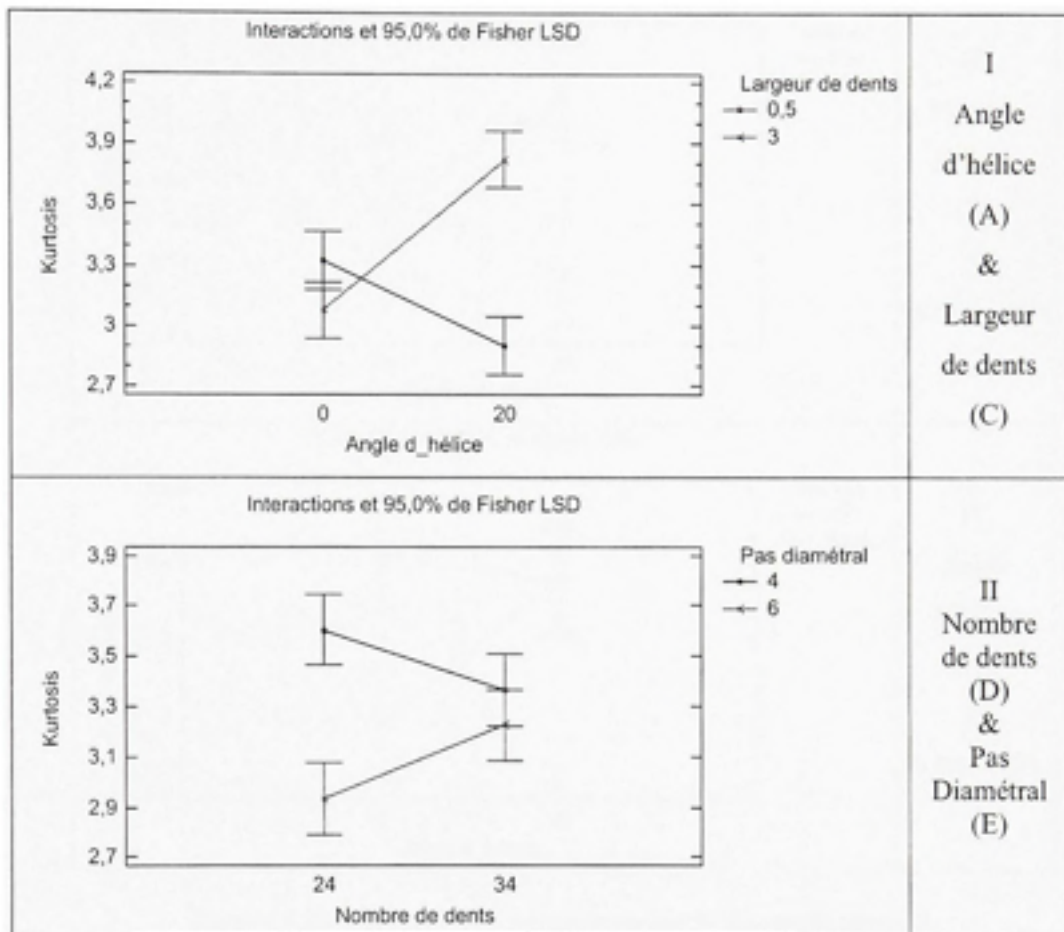 Interactions et 95,0% de Fisher LSD
Kurtosis
4,2
3,9
3,6
3,3
3
2,7
0
20
Angle d_hélice
Largeur de dents
0,5
3
I
Angle
d'hélice
(A)
&
Largeur
de dents
(C)
Interactions et 95,0% de Fisher LSD
Kurtosis
3,9
3,7
3,5
3,3
3,1
2,9
2,7
24
34
Nombre de dents
Pas diamétral
4
6
II
Nombre
de dents
(D)
&
Pas
Diamétral
(E)